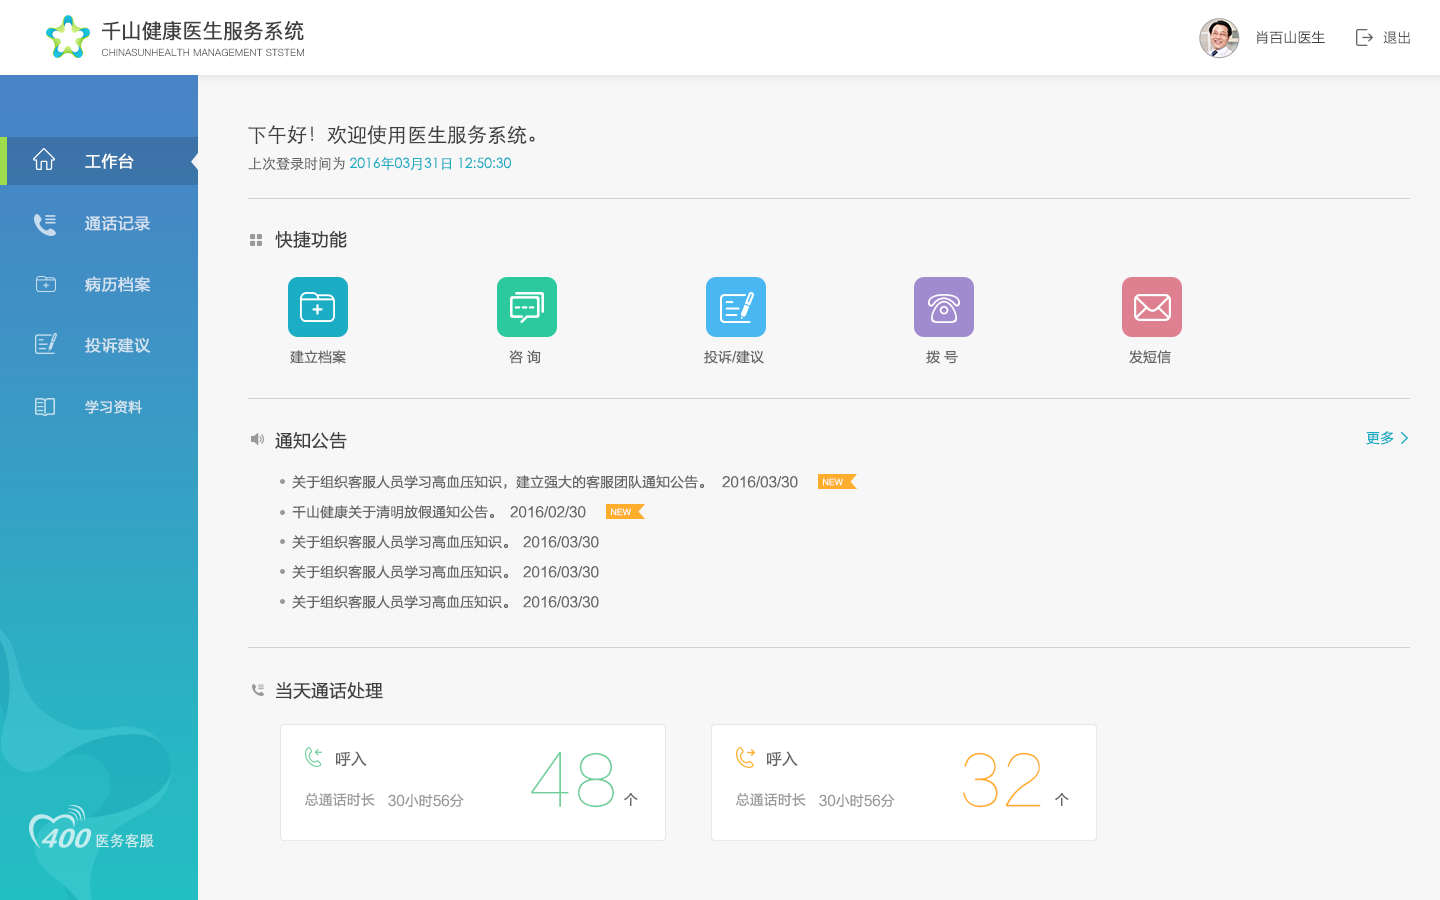 千山健康医生服务系统
CHINASUNHEALTH MANAGEMENT STSTEM
肖百山医生
退出
工作台
通话记录
病历档案
投诉建议
学习资料
400 医务客服
下午好！欢迎使用医生服务系统。
上次登录时间为 2016年03月31日 12:50:30
快捷功能
建立档案
咨 询
投诉/建议
拨 号
发短信
通知公告
更多
关于组织客服人员学习高血压知识，建立强大的客服团队通知公告。 2016/03/30 NEW
千山健康关于清明放假通知公告。 2016/02/30 NEW
关于组织客服人员学习高血压知识。 2016/03/30
关于组织客服人员学习高血压知识。 2016/03/30
关于组织客服人员学习高血压知识。 2016/03/30
当天通话处理
呼入
总通话时长 30小时56分
48 个
呼入
总通话时长 30小时56分
32 个